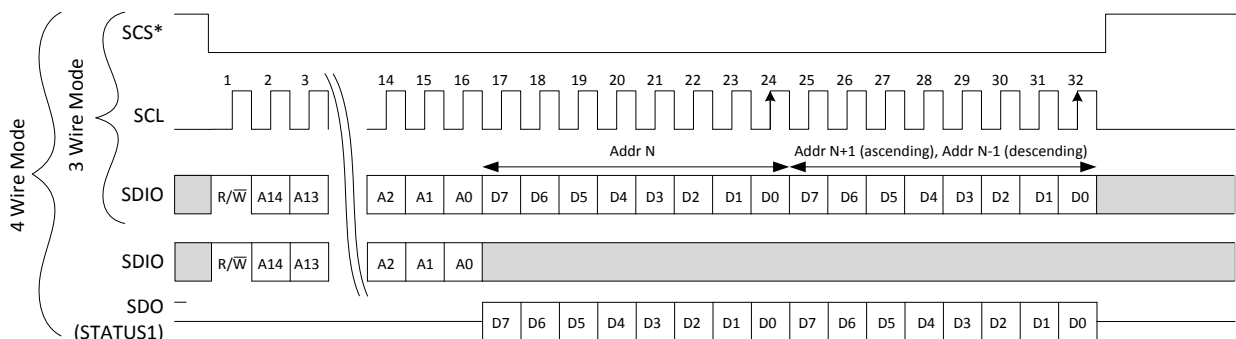 SCS*
1 2 3 14 15 16 17 18 19 20 21 22 23 24 25 26 27 28 29 30 31 32
SCL
Addr N Addr N+1 (ascending), Addr N-1 (descending)
SDIO R/W̅ A14 A13 A2 A1 A0 D7 D6 D5 D4 D3 D2 D1 D0 D7 D6 D5 D4 D3 D2 D1 D0
SDIO R/W̅ A14 A13 A2 A1 A0
SDO
(STATUS1) D7 D6 D5 D4 D3 D2 D1 D0 D7 D6 D5 D4 D3 D2 D1 D0
4 Wire Mode
3 Wire Mode